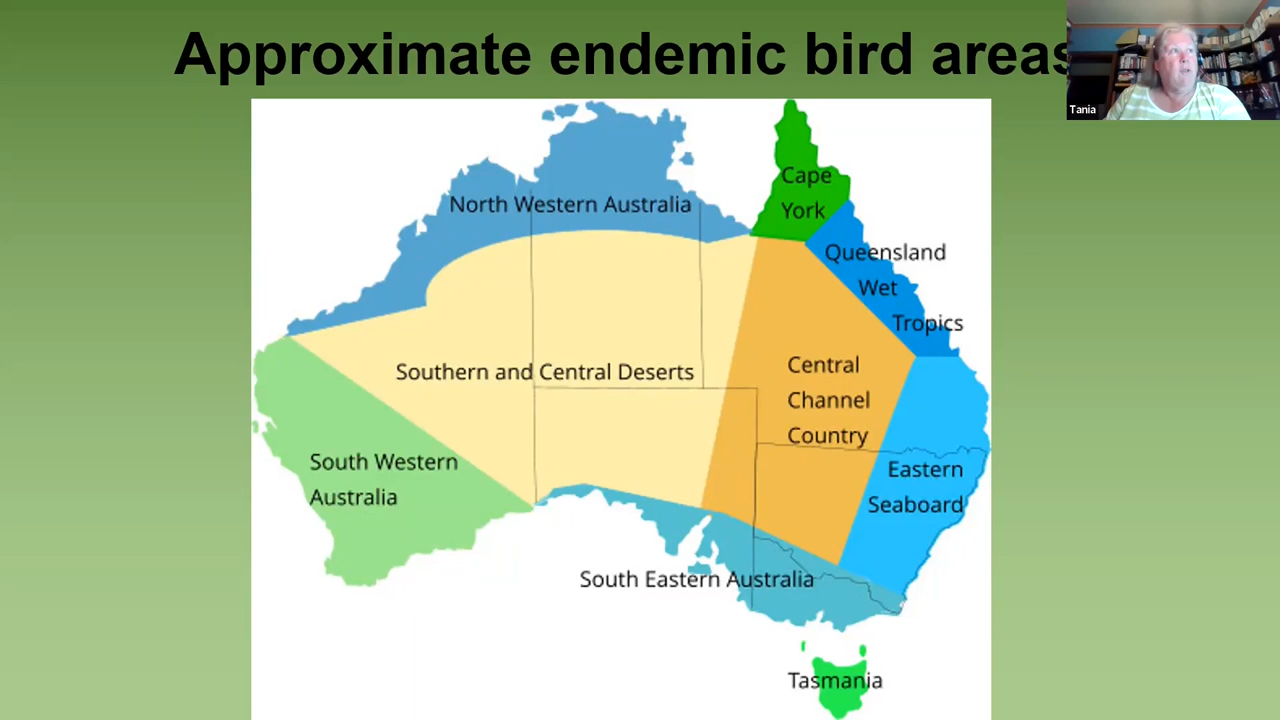 Approximate endemic bird areas
Tania
Cape
York
North Western Australia
Queensland
Wet
Tropics
Southern and Central Deserts
Central
Channel
Country
South Western
Australia
Eastern
Seaboard
South Eastern Australia
Tasmania